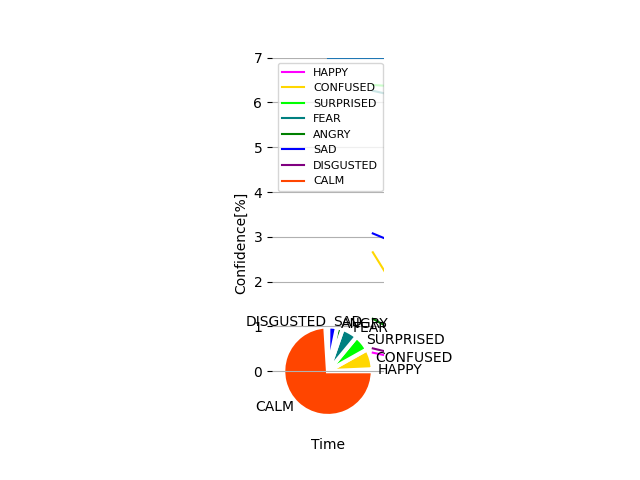 7
6
5
4
3
2
1
0
Confidence[%]
HAPPY
CONFUSED
SURPRISED
FEAR
ANGRY
SAD
DISGUSTED
CALM
DISGUSTED
SAD
ANGRY
FEAR
SURPRISED
CONFUSED
HAPPY
CALM
Time